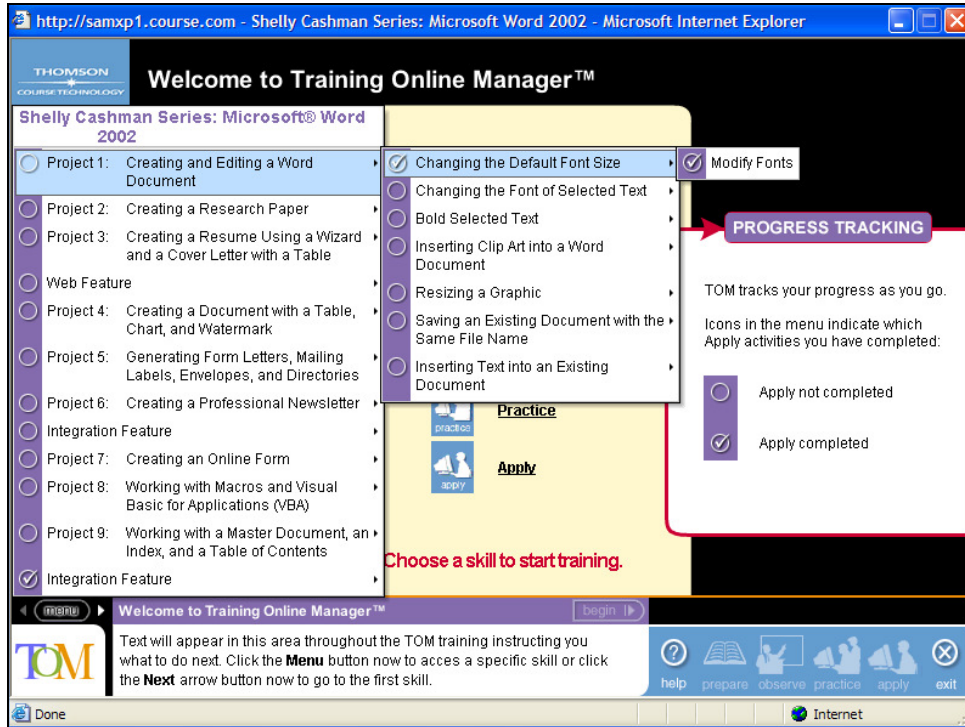 http://samxp1.course.com - Shelly Cashman Series: Microsoft Word 2002 - Microsoft Internet Explorer
THOMSON
COURSE TECHNOLOGY
Welcome to Training Online Manager™
Shelly Cashman Series: Microsoft® Word
2002
Project 1: Creating and Editing a Word
Document
Project 2: Creating a Research Paper
Project 3: Creating a Resume Using a Wizard
and a Cover Letter with a Table
Web Feature
Project 4: Creating a Document with a Table,
Chart, and Watermark
Project 5: Generating Form Letters, Mailing
Labels, Envelopes, and Directories
Project 6: Creating a Professional Newsletter
Integration Feature
Project 7: Creating an Online Form
Project 8: Working with Macros and Visual
Basic for Applications (VBA)
Project 9: Working with a Master Document, an
Index, and a Table of Contents
Integration Feature
Changing the Default Font Size
Changing the Font of Selected Text
Bold Selected Text
Inserting Clip Art into a Word
Document
Resizing a Graphic
Saving an Existing Document with the
Same File Name
Inserting Text into an Existing
Document
Modify Fonts
practice
Practice
apply
Apply
Choose a skill to start training.
PROGRESS TRACKING
TOM tracks your progress as you go.
Icons in the menu indicate which
Apply activities you have completed:
Apply not completed
Apply completed
menu
Welcome to Training Online Manager™
begin
TOM
Text will appear in this area throughout the TOM training instructing you
what to do next. Click the Menu button now to acces a specific skill or click
the Next arrow button now to go to the first skill.
help
prepare
observe
practice
apply
exit
Done
Internet